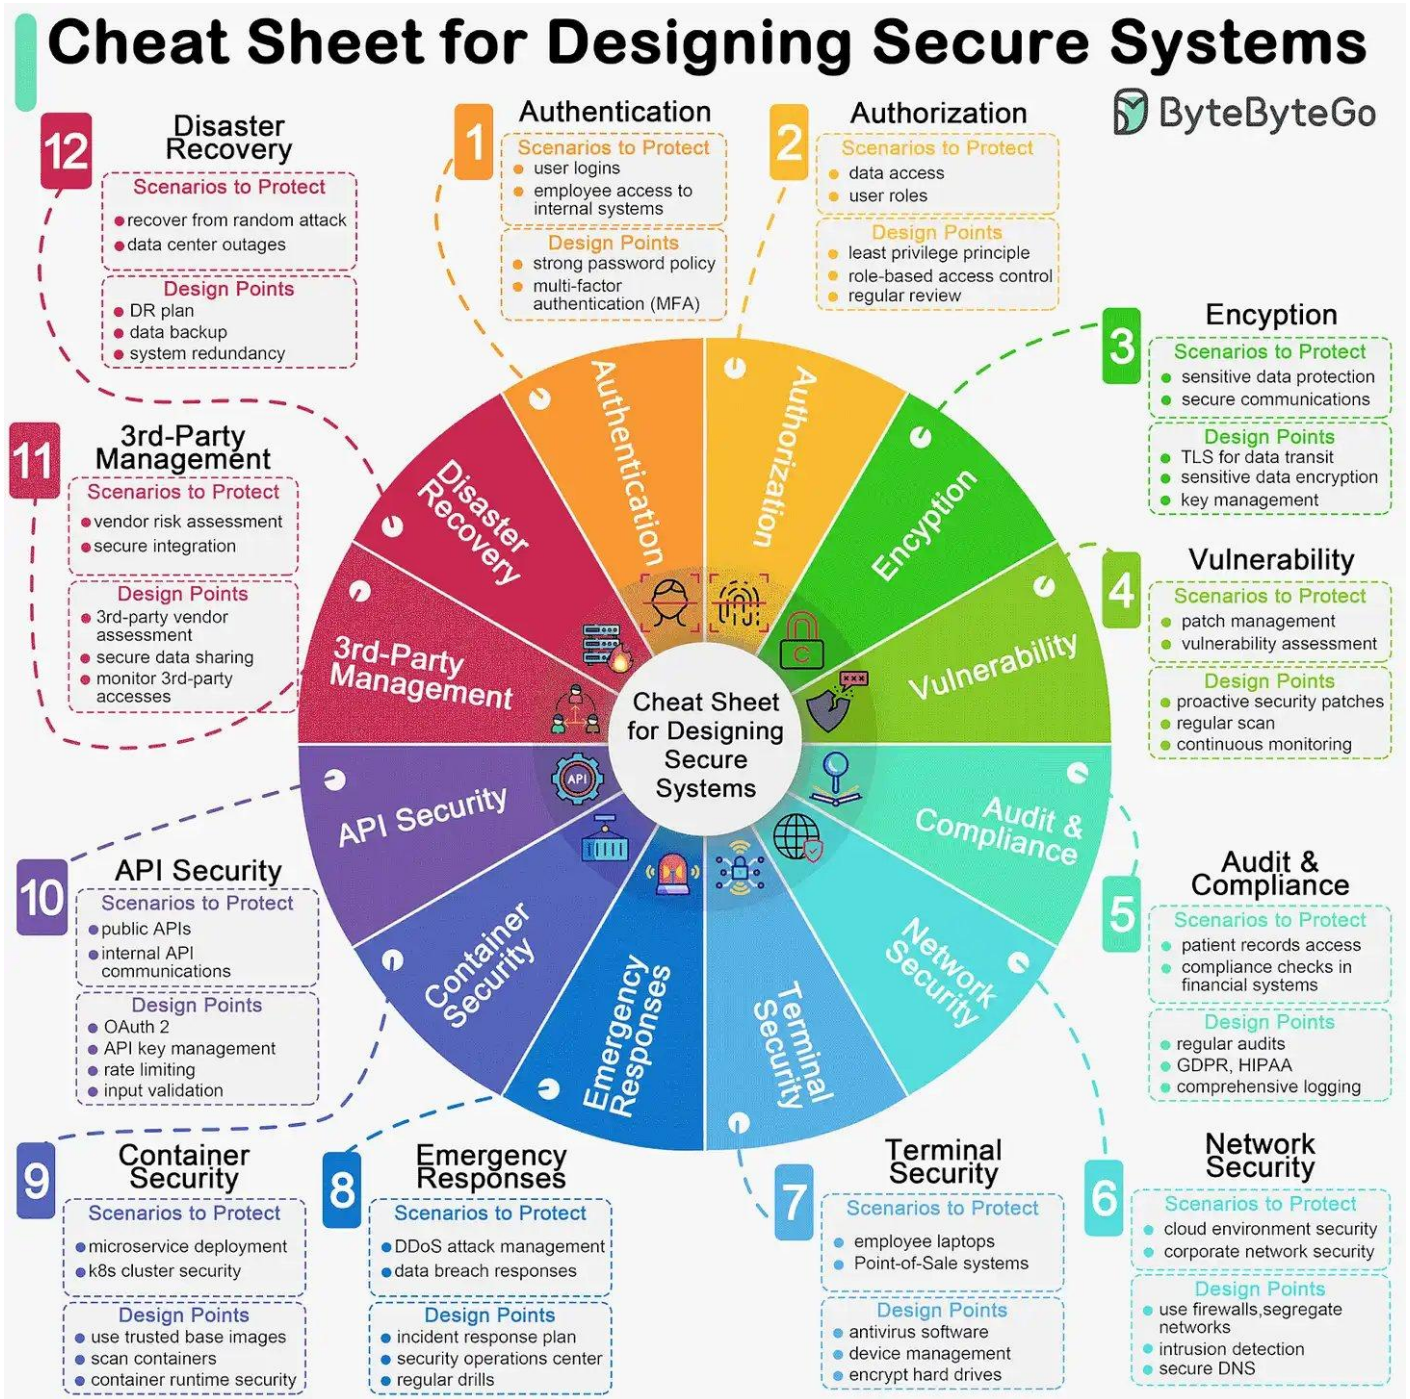 Cheat Sheet for Designing Secure Systems
ByteByteGo
1
Authentication
Scenarios to Protect
user logins
employee access to
internal systems
Design Points
strong password policy
multi-factor
authentication (MFA)
2
Authorization
Scenarios to Protect
data access
user roles
Design Points
least privilege principle
role-based access control
regular review
3
Encyption
Scenarios to Protect
sensitive data protection
secure communications
Design Points
TLS for data transit
sensitive data encryption
key management
4
Vulnerability
Scenarios to Protect
patch management
vulnerability assessment
Design Points
proactive security patches
regular scan
continuous monitoring
5
Audit &
Compliance
Scenarios to Protect
patient records access
compliance checks in
financial systems
Design Points
regular audits
GDPR, HIPAA
comprehensive logging
6
Network
Security
Scenarios to Protect
cloud environment security
corporate network security
Design Points
use firewalls,segregate
networks
intrusion detection
secure DNS
7
Terminal
Security
Scenarios to Protect
employee laptops
Point-of-Sale systems
Design Points
antivirus software
device management
encrypt hard drives
8
Emergency
Responses
Scenarios to Protect
DDoS attack management
data breach responses
Design Points
incident response plan
security operations center
regular drills
9
Container
Security
Scenarios to Protect
microservice deployment
k8s cluster security
Design Points
use trusted base images
scan containers
container runtime security
10
API Security
Scenarios to Protect
public APIs
internal API
communications
Design Points
OAuth 2
API key management
rate limiting
input validation
11
3rd-Party
Management
Scenarios to Protect
vendor risk assessment
secure integration
Design Points
3rd-party vendor
assessment
secure data sharing
monitor 3rd-party
accesses
12
Disaster
Recovery
Scenarios to Protect
recover from random attack
data center outages
Design Points
DR plan
data backup
system redundancy
Authentication
Authorization
Encyption
Vulnerability
Audit &
Compliance
Network
Security
Terminal
Security
Emergency
Responses
Container
Security
API Security
3rd-Party
Management
Disaster
Recovery
C
xxx
API
Cheat Sheet
for Designing
Secure
Systems